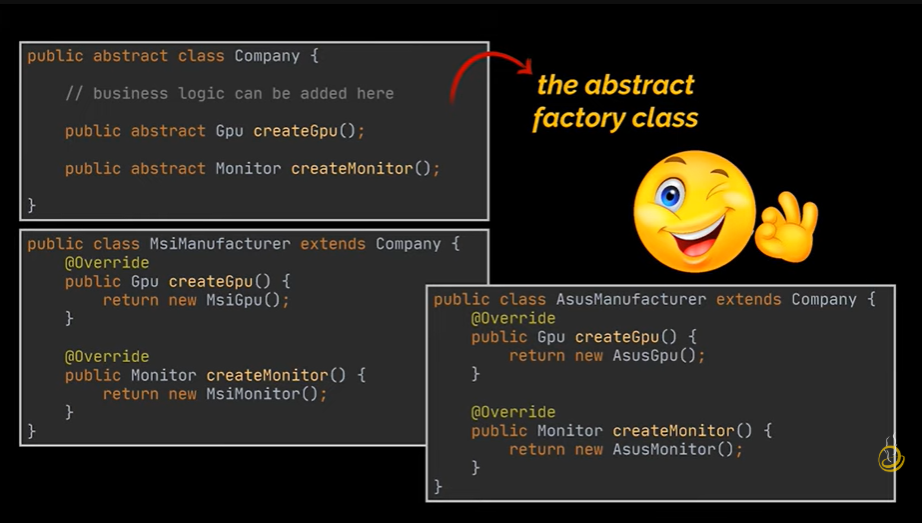 public abstract class Company {
// business logic can be added here
public abstract Gpu createGpu();
public abstract Monitor createMonitor();
}
the abstract
factory class
public class MsiManufacturer extends Company {
@Override
public Gpu createGpu() {
return new MsiGpu();
}
@Override
public Monitor createMonitor() {
return new MsiMonitor();
}
}
public class AsusManufacturer extends Company {
@Override
public Gpu createGpu() {
return new AsusGpu();
}
@Override
public Monitor createMonitor() {
return new AsusMonitor();
}
}